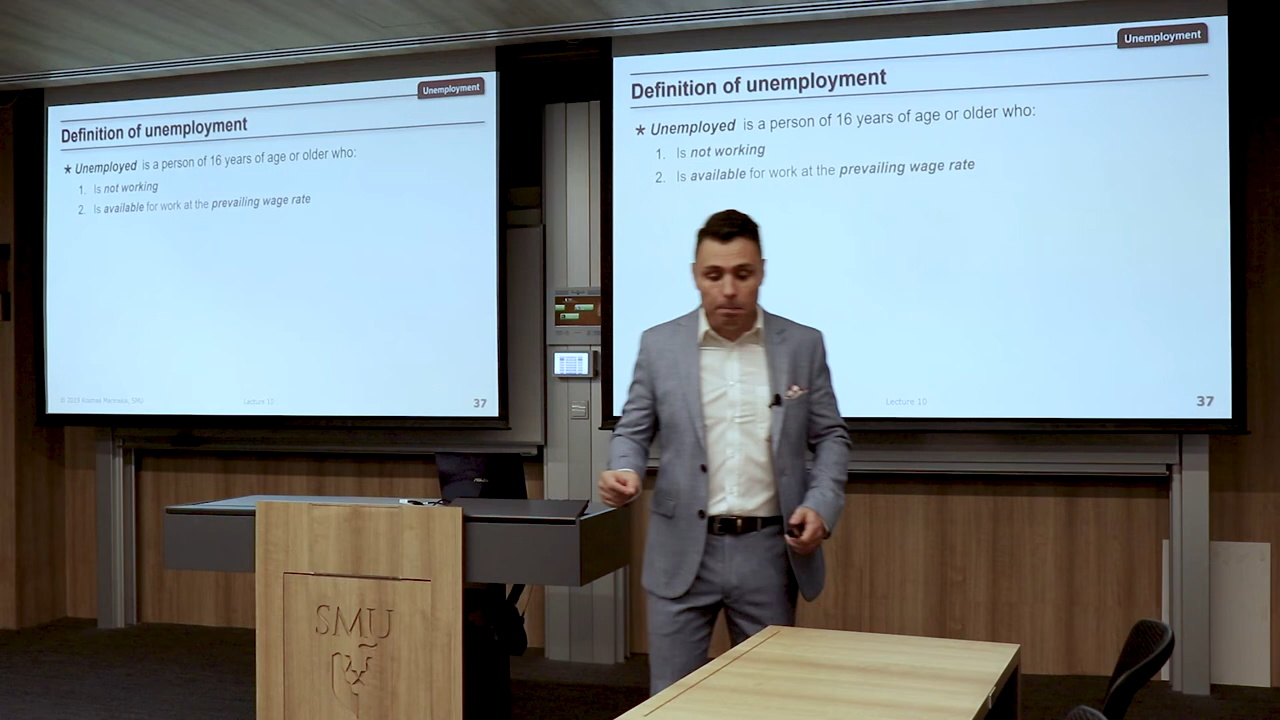 Unemployment
Definition of unemployment
★ Unemployed is a person of 16 years of age or older who:
1. Is not working
2. Is available for work at the prevailing wage rate
Lecture 10
37
Unemployment
Definition of unemployment
★ Unemployed is a person of 16 years of age or older who:
1. Is not working
2. Is available for work at the prevailing wage rate
Lecture 10
37
SMU